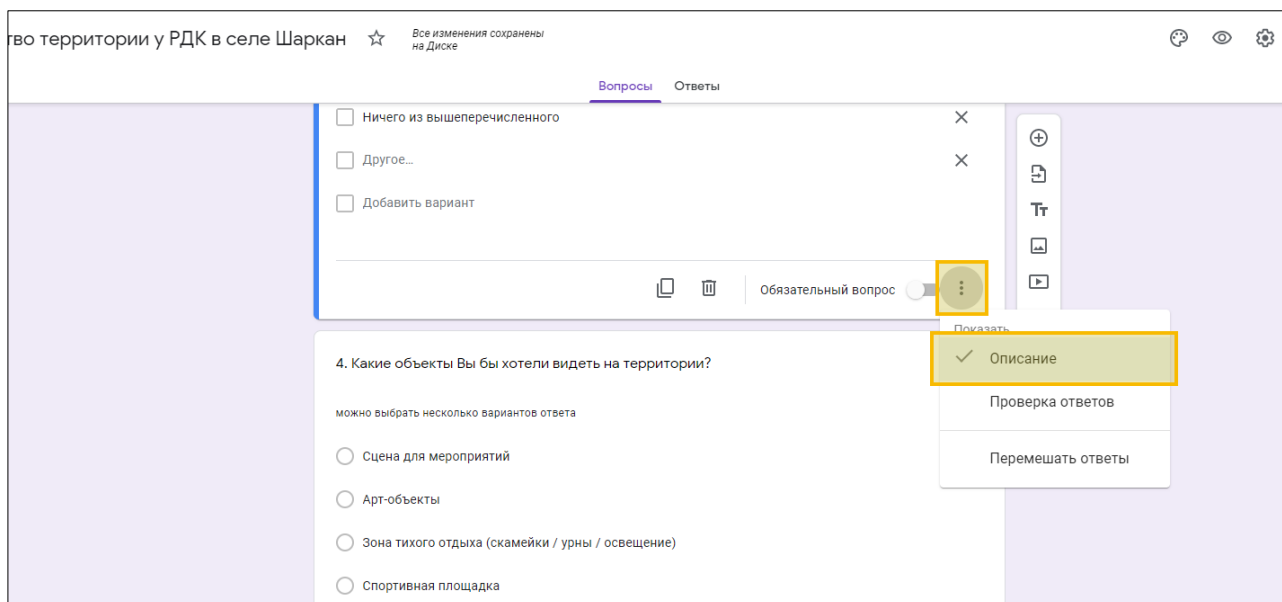 тво территории у РДК в селе Шаркан
Все изменения сохранены
на Диске
Вопросы Ответы
Ничего из вышеперечисленного
Другое...
Добавить вариант
Обязательный вопрос
Показать
Описание
Проверка ответов
Перемешать ответы
4. Какие объекты Вы бы хотели видеть на территории?
можно выбрать несколько вариантов ответа
Сцена для мероприятий
Арт-объекты
Зона тихого отдыха (скамейки / урны / освещение)
Спортивная площадка